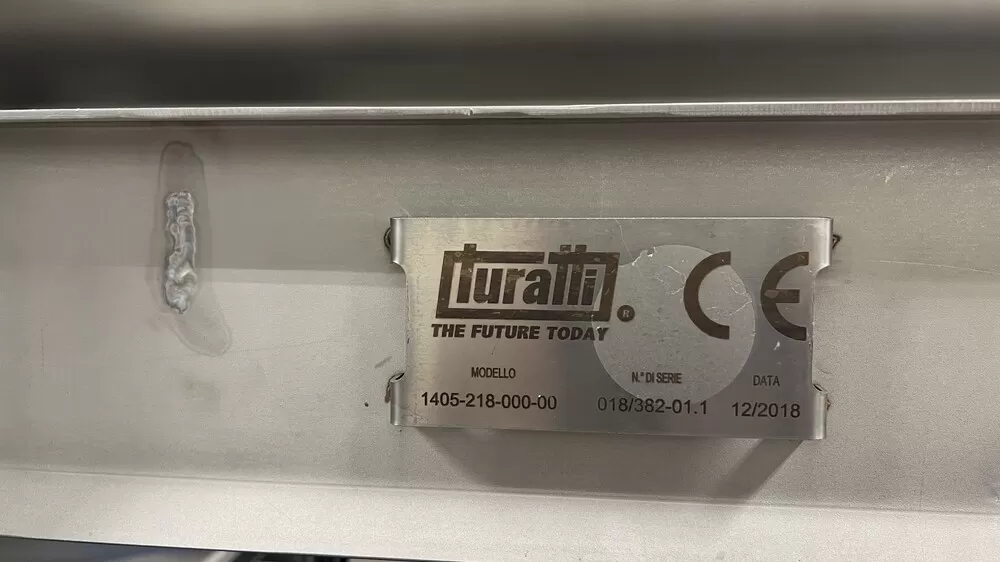 turatti ®
CE
THE FUTURE TODAY
MODELLO
N.° DI SERIE
DATA
1405-218-000-00
018/382-01.1
12/2018